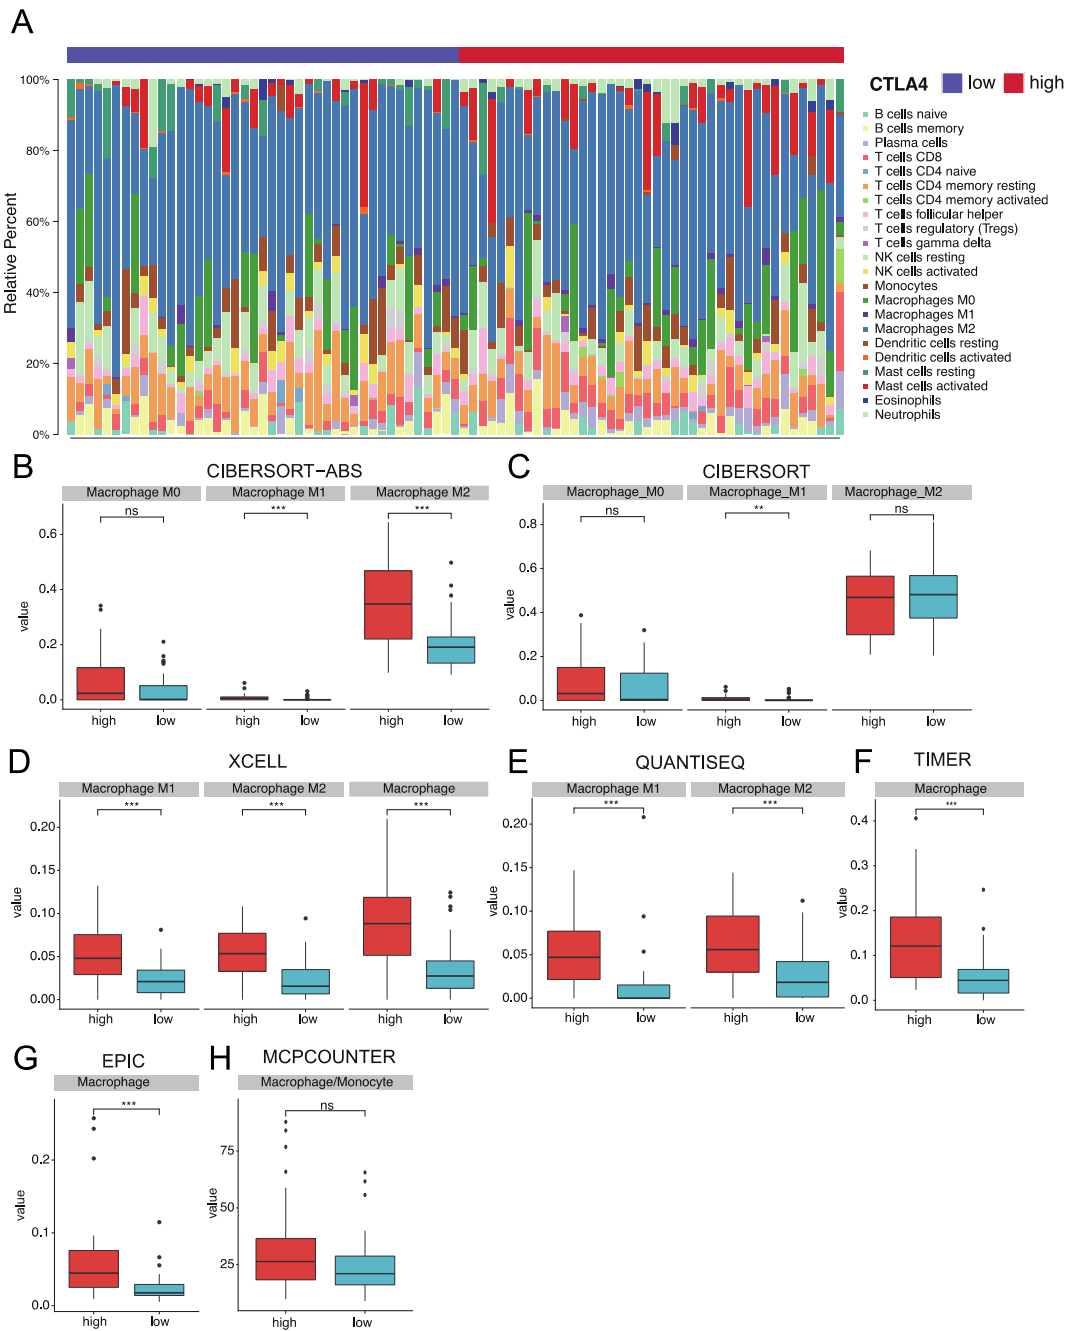 A
CTLA4 low high
100%
80%
60%
40%
20%
0%
Relative Percent
B cells naive
B cells memory
Plasma cells
T cells CD8
T cells CD4 naive
T cells CD4 memory resting
T cells CD4 memory activated
T cells follicular helper
T cells regulatory (Tregs)
T cells gamma delta
NK cells resting
NK cells activated
Monocytes
Macrophages M0
Macrophages M1
Macrophages M2
Dendritic cells resting
Dendritic cells activated
Mast cells resting
Mast cells activated
Eosinophils
Neutrophils
B
CIBERSORT-ABS
Macrophage M0 Macrophage M1 Macrophage M2
ns *** ***
0.6
0.4
0.2
0.0
value
high low high low high low
C
CIBERSORT
Macrophage_M0 Macrophage_M1 Macrophage_M2
ns ** ns
0.8
0.6
0.4
0.2
0.0
value
high low high low high low
D
XCELL
Macrophage M1 Macrophage M2 Macrophage
*** *** ***
0.20
0.15
0.10
0.05
0.00
value
high low high low high low
E
QUANTISEQ
Macrophage M1 Macrophage M2
*** ***
0.20
0.15
0.10
0.05
0.00
value
high low high low
F
TIMER
Macrophage
***
0.4
0.3
0.2
0.1
0.0
value
high low
G
EPIC
Macrophage
***
0.2
0.1
0.0
value
high low
H
MCPCOUNTER
Macrophage/Monocyte
ns
75
50
25
value
high low